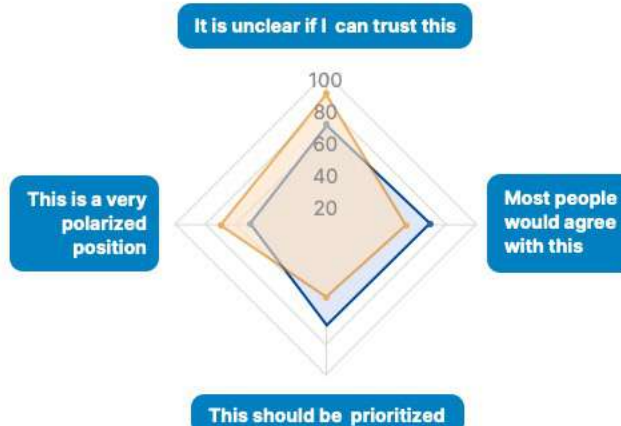 It is unclear if I can trust this
100
80
60
40
20
This is a very
polarized
position
Most people
would agree
with this
This should be prioritized